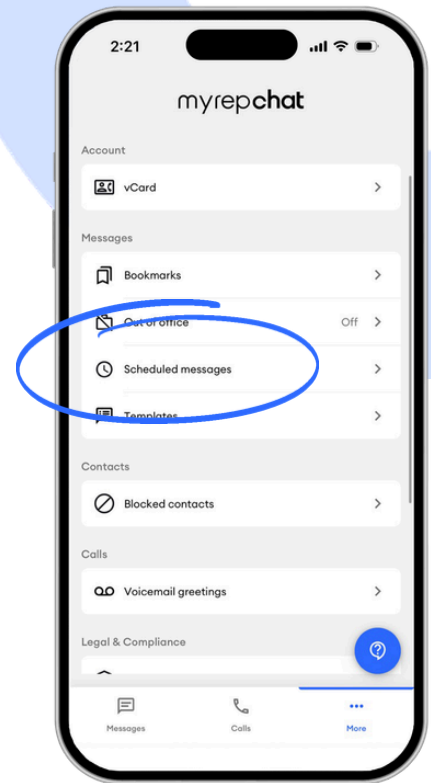 2:21
myrepchat
Account
vCard
Messages
Bookmarks
Out of office Off
Scheduled messages
Templates
Contacts
Blocked contacts
Calls
Voicemail greetings
Legal & Compliance
Messages Calls More